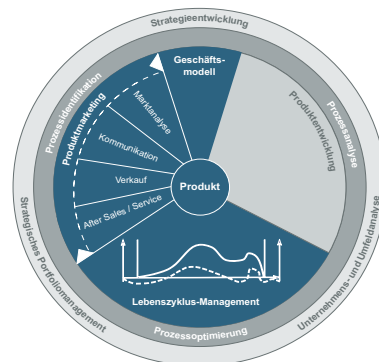 Strategieentwicklung
Prozessidentifikation
Geschäfts-
modell
Marktanalyse
Produktmarketing
Kommunikation
Verkauf
After Sales / Service
Produkt
Produktentwicklung
Prozessanalyse
Strategisches Portfoliomanagement
Unternehmens- und Umfeldanalyse
Lebenszyklus-Management
Prozessoptimierung